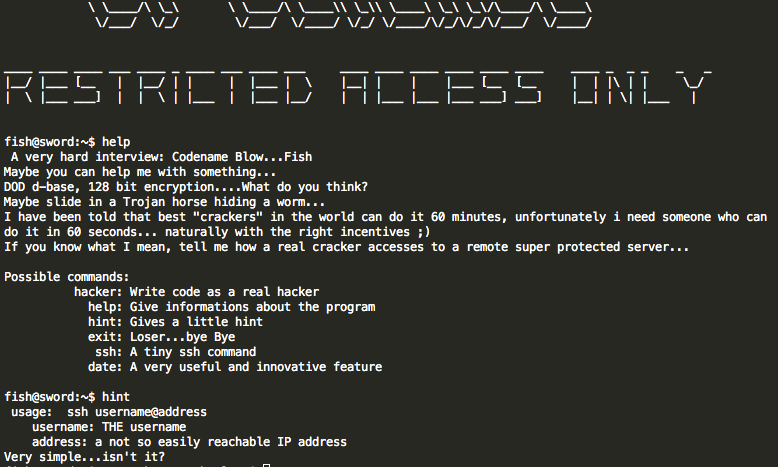 RESTRICTED ACCESS ONLY
fish@sword:~$ help
A very hard interview: Codename Blow...Fish
Maybe you can help me with something...
DOD d-base, 128 bit encryption....What do you think?
Maybe slide in a Trojan horse hiding a worm...
I have been told that best "crackers" in the world can do it 60 minutes, unfortunately i need someone who can
do it in 60 seconds... naturally with the right incentives ;)
If you know what I mean, tell me how a real cracker accesses to a remote super protected server...
Possible commands:
hacker: Write code as a real hacker
help: Give informations about the program
hint: Gives a little hint
exit: Loser...bye Bye
ssh: A tiny ssh command
date: A very useful and innovative feature
fish@sword:~$ hint
usage:  ssh username@address
username: THE username
address: a not so easily reachable IP address
Very simple...isn't it?